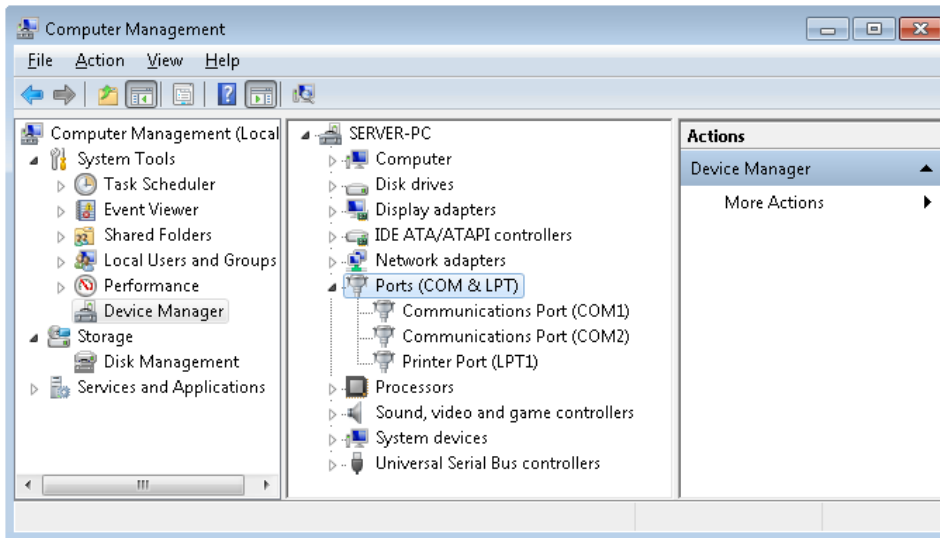 Computer Management
File Action View Help
Computer Management (Local
System Tools
Task Scheduler
Event Viewer
Shared Folders
Local Users and Groups
Performance
Device Manager
Storage
Disk Management
Services and Applications
SERVER-PC
Computer
Disk drives
Display adapters
IDE ATA/ATAPI controllers
Network adapters
Ports (COM & LPT)
Communications Port (COM1)
Communications Port (COM2)
Printer Port (LPT1)
Processors
Sound, video and game controllers
System devices
Universal Serial Bus controllers
Actions
Device Manager
More Actions